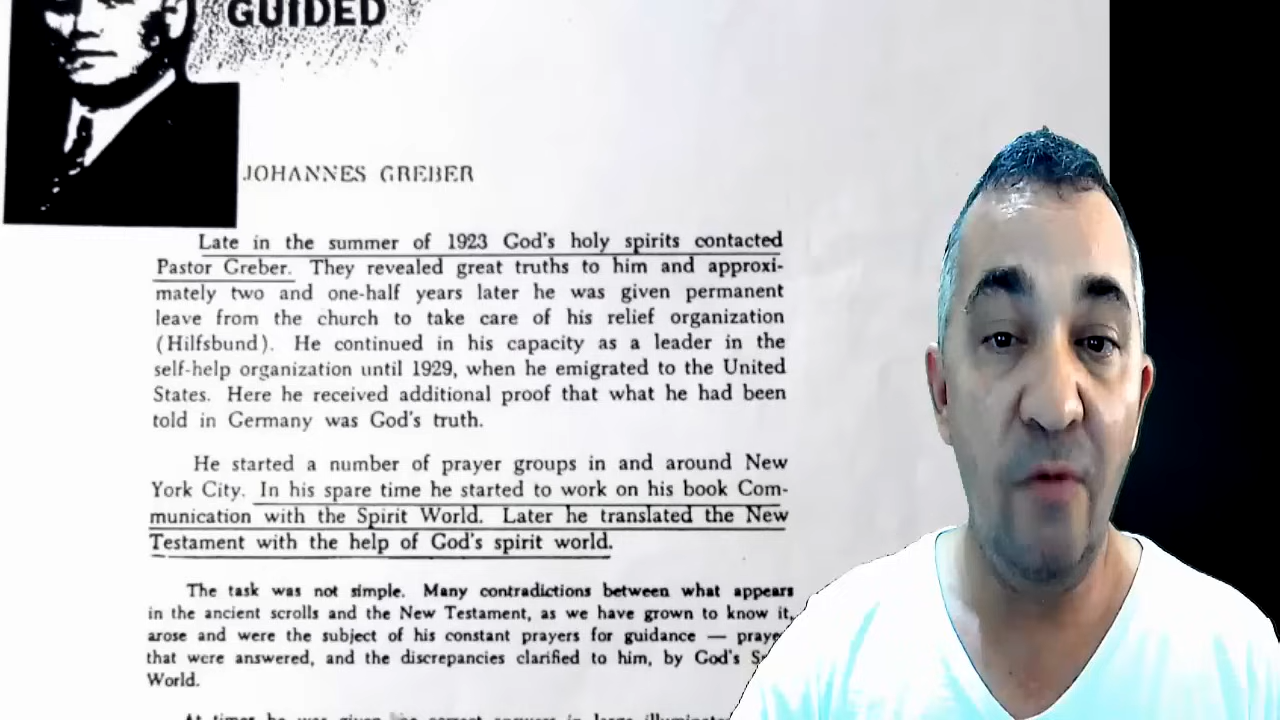 GUIDED
JOHANNES GREBER
Late in the summer of 1923 God's holy spirits contacted
Pastor Greber. They revealed great truths to him and approxi-
mately two and one-half years later he was given permanent
leave from the church to take care of his relief organization
(Hilfsbund). He continued in his capacity as a leader in the
self-help organization until 1929, when he emigrated to the United
States. Here he received additional proof that what he had been
told in Germany was God's truth.
He started a number of prayer groups in and around New
York City. In his spare time he started to work on his book Com-
munication with the Spirit World. Later he translated the New
Testament with the help of God's spirit world.
The task was not simple. Many contradictions between what appears
in the ancient scrolls and the New Testament, as we have grown to know it,
arose and were the subject of his constant prayers for guidance —
that were answered, and the discrepancies clarified to him, by God's
World.
At times he was given correct answers in large